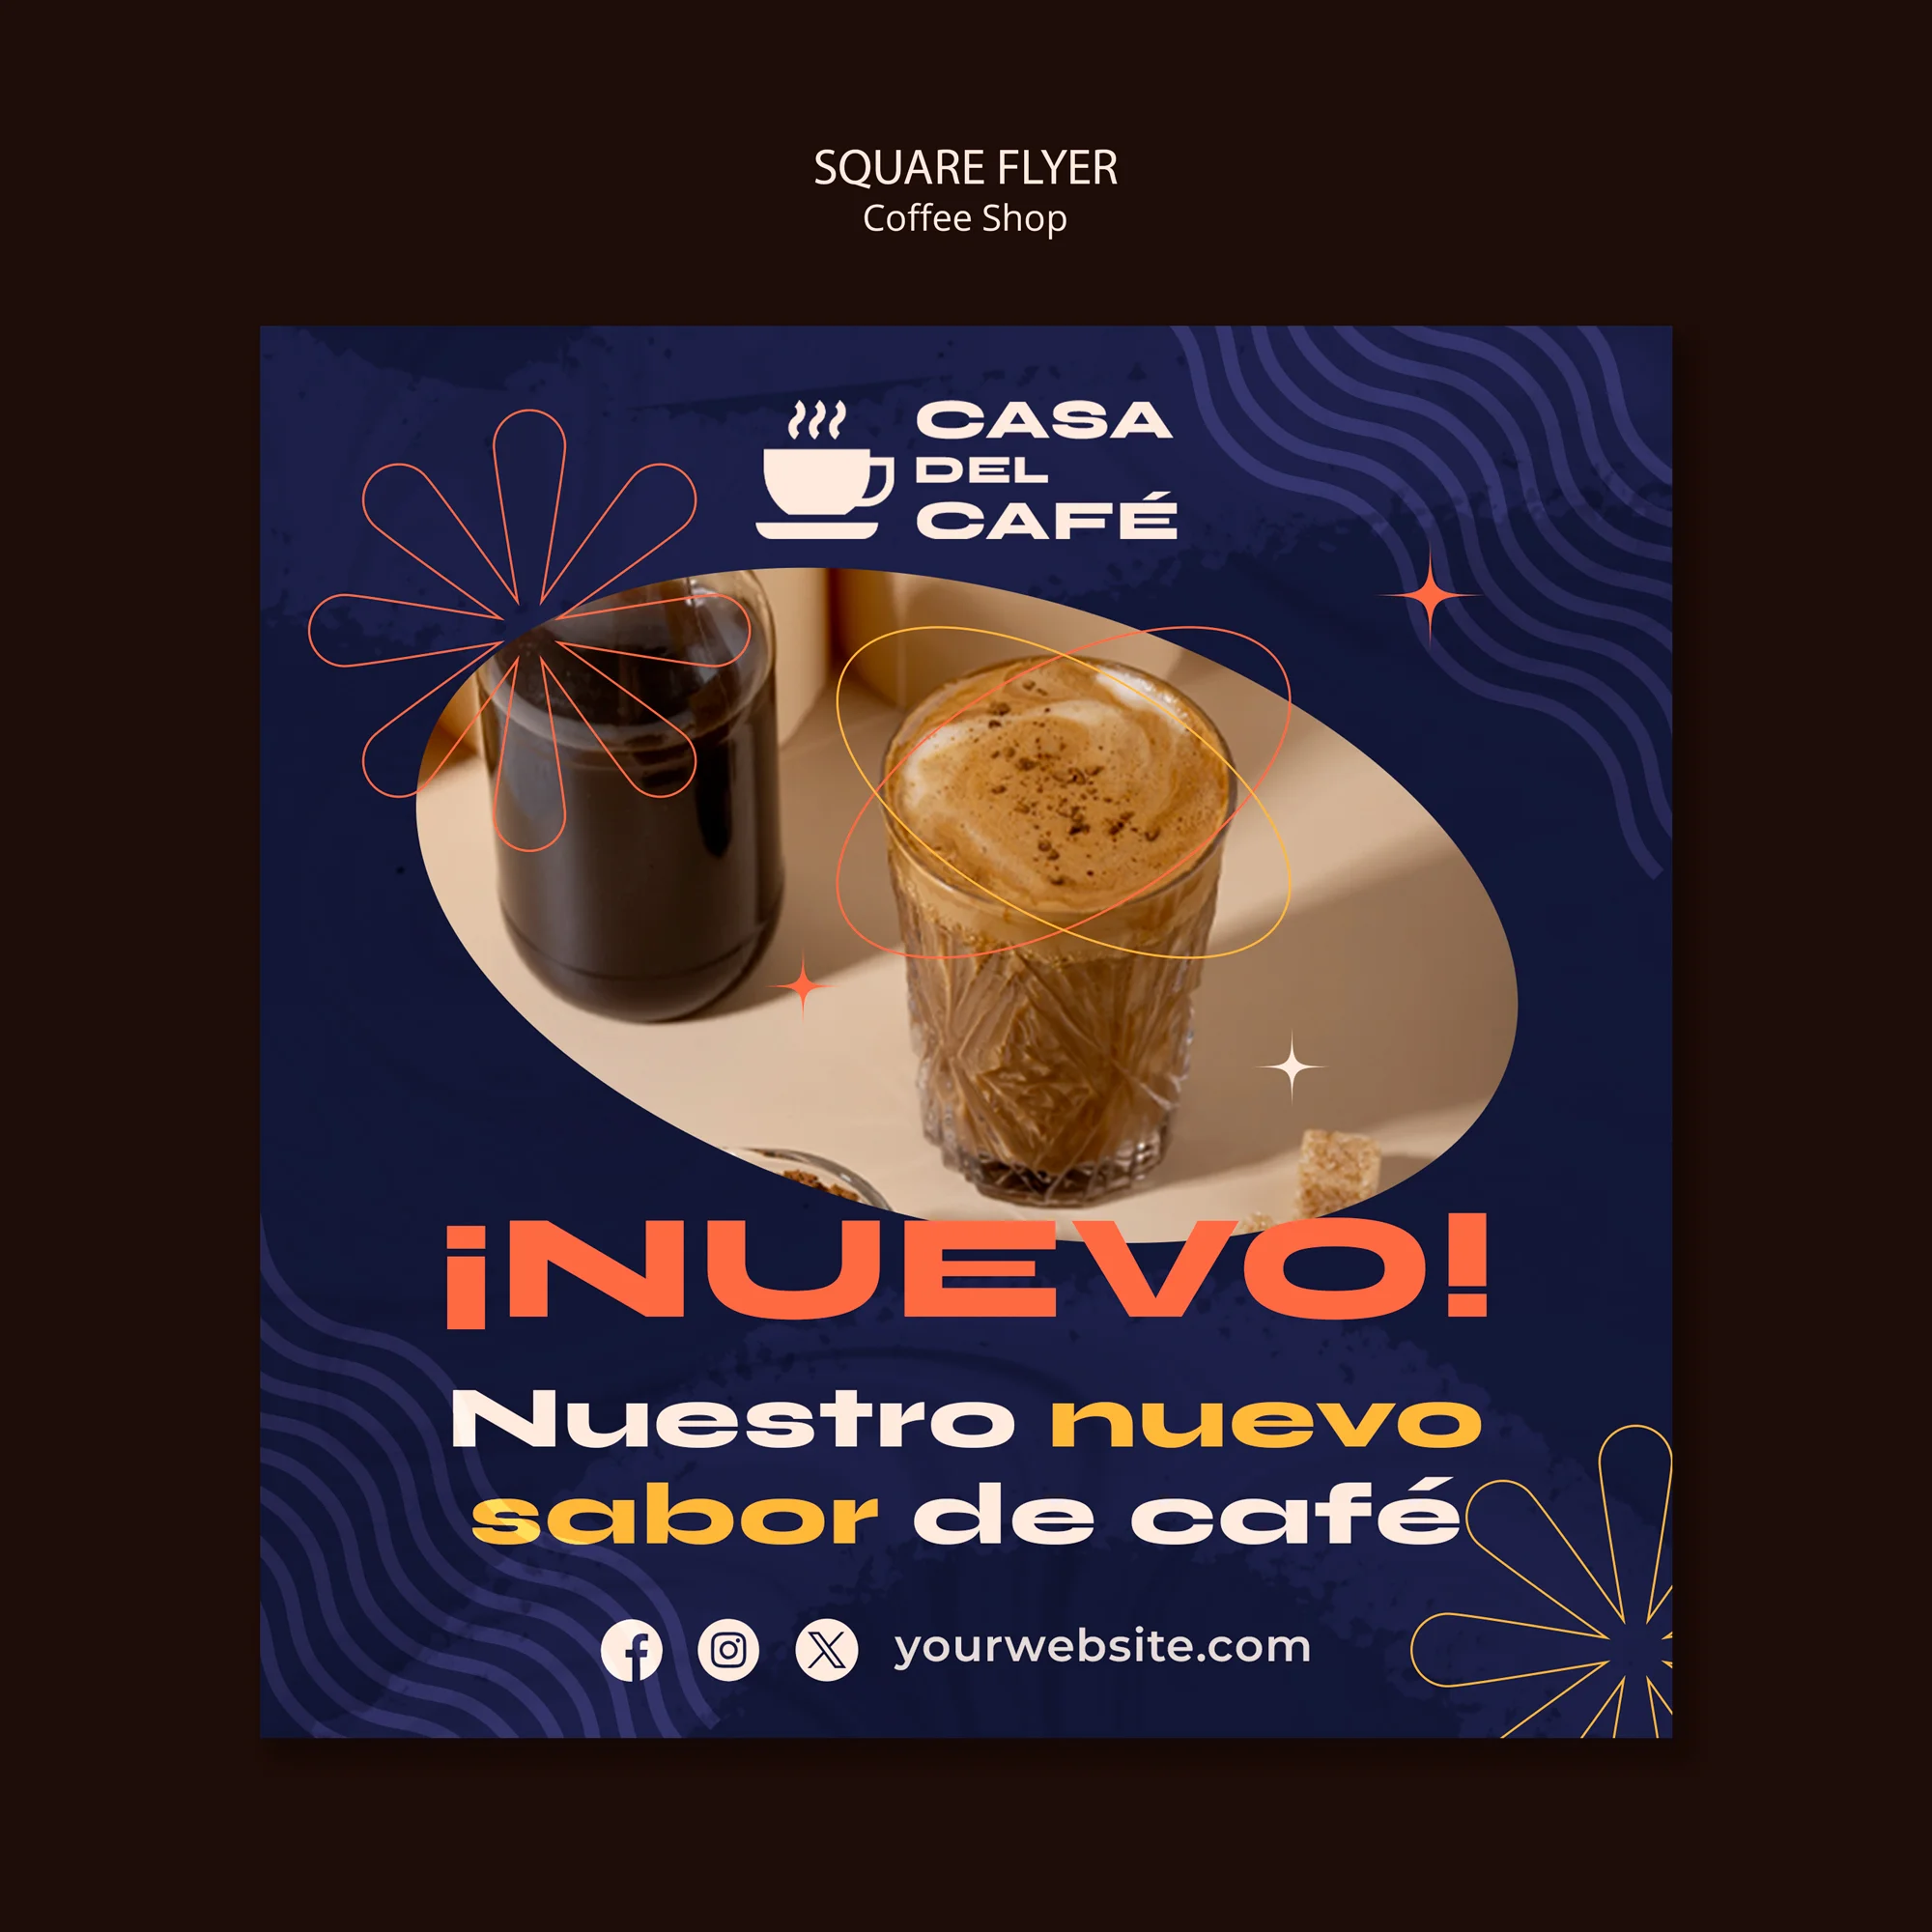 SQUARE FLYER
Coffee Shop
CASA
DEL
CAFÉ
¡NUEVO!
Nuestro nuevo
sabor de café
yourwebsite.com